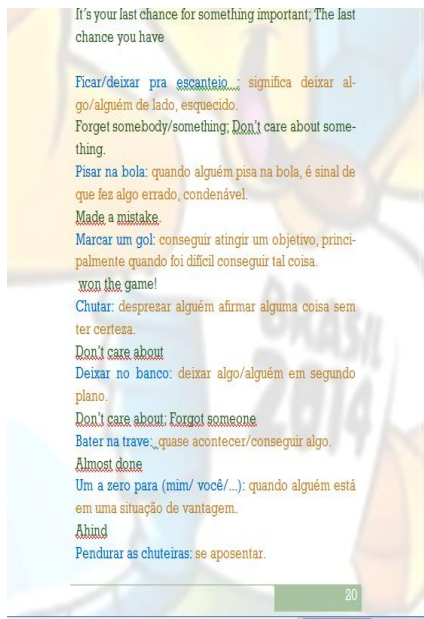 It's your last chance for something important; The last
chance you have
Ficar/deixar pra escanteio : significa deixar al-
go/alguém de lado, esquecido.
Forget somebody/something; Don't care about some-
thing.
Pisar na bola: quando alguém pisa na bola, é sinal de
que fez algo errado, condenável.
Made a mistake.
Marcar um gol: conseguir atingir um objetivo, princi-
palmente quando foi difícil conseguir tal coisa.
won the game!
Chutar: desprezar alguém afirmar alguma coisa sem
ter certeza.
Don't care about
Deixar no banco: deixar algo/alguém em segundo
plano.
Don't care about; Forgot someone
Bater na trave: quase acontecer/conseguir algo.
Almost done
Um a zero para (mim/ você/...): quando alguém está
em uma situação de vantagem.
Ahind
Pendurar as chuteiras: se aposentar.
BRASIL
2014
20